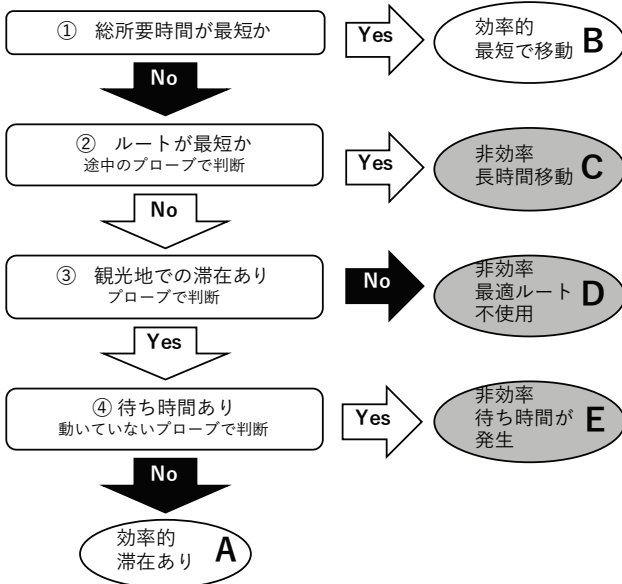 ① 総所要時間が最短か
Yes
効率的
最短で移動 B
No
② ルートが最短か
途中のプローブで判断
Yes
非効率
長時間移動 C
No
③ 観光地での滞在あり
プローブで判断
No
非効率
最適ルート D
不使用
Yes
④待ち時間あり
動いていないプローブで判断
Yes
非効率
待ち時間が E
発生
No
効率的
滞在あり A